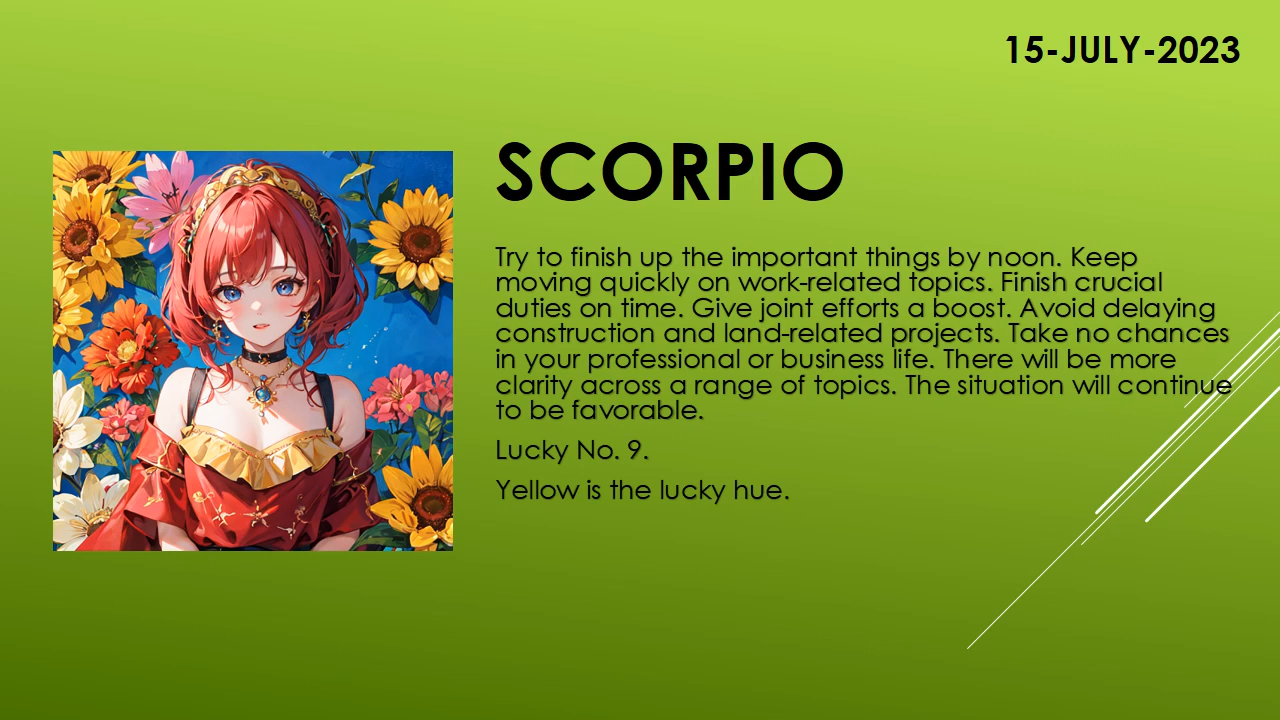 15-JULY-2023
SCORPIO
Try to finish up the important things by noon. Keep
moving quickly on work-related topics. Finish crucial
duties on time. Give joint efforts a boost. Avoid delaying
construction and land-related projects. Take no chances
in your professional or business life. There will be more
clarity across a range of topics. The situation will continue
to be favorable.
Lucky No. 9.
Yellow is the lucky hue.